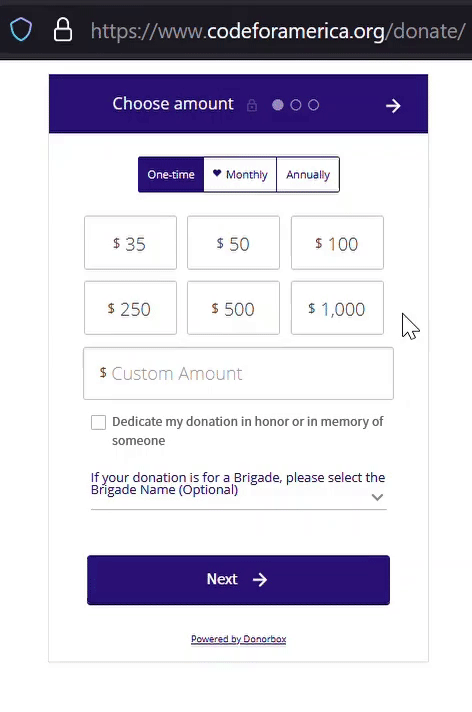 https://www.codeforamerica.org/donate/
Choose amount
One-time Monthly Annually
$ 35 $ 50 $ 100
$ 250 $ 500 $ 1,000
$ Custom Amount
Dedicate my donation in honor or in memory of
someone
If your donation is for a Brigade, please select the
Brigade Name (Optional)
Next
Powered by Donorbox